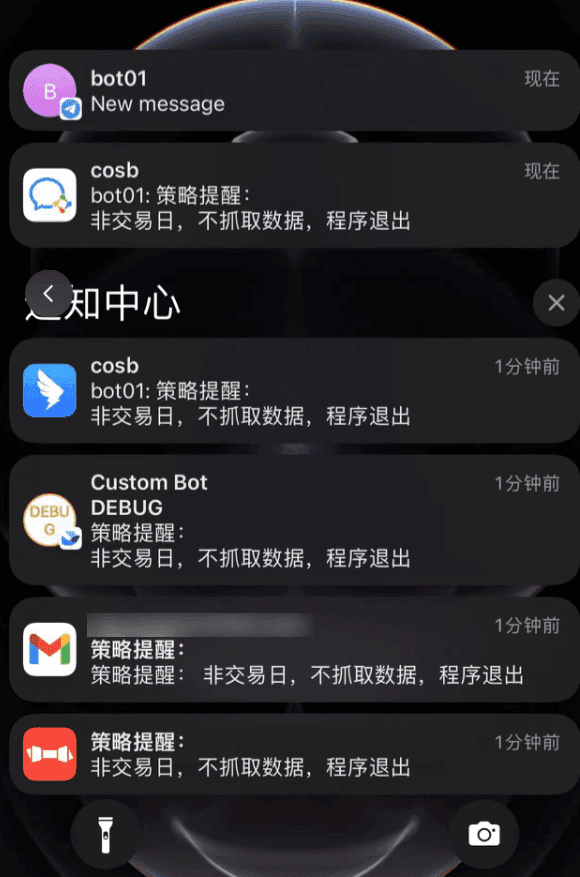 B
bot01
现在
New message
cosb
现在
bot01: 策略提醒：
非交易日，不抓取数据，程序退出
知中心
cosb
1分钟前
bot01: 策略提醒：
非交易日，不抓取数据，程序退出
Custom Bot
1分钟前
DEBU
G
DEBUG
策略提醒：
非交易日，不抓取数据，程序退出
1分钟前
策略提醒：
策略提醒： 非交易日，不抓取数据，程序退出
策略提醒：
1分钟前
非交易日，不抓取数据，程序退出